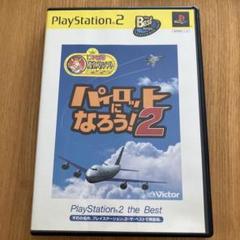 PlayStation 2
the Best
パイロット
になろう!2
Victor
PlayStation 2 the Best